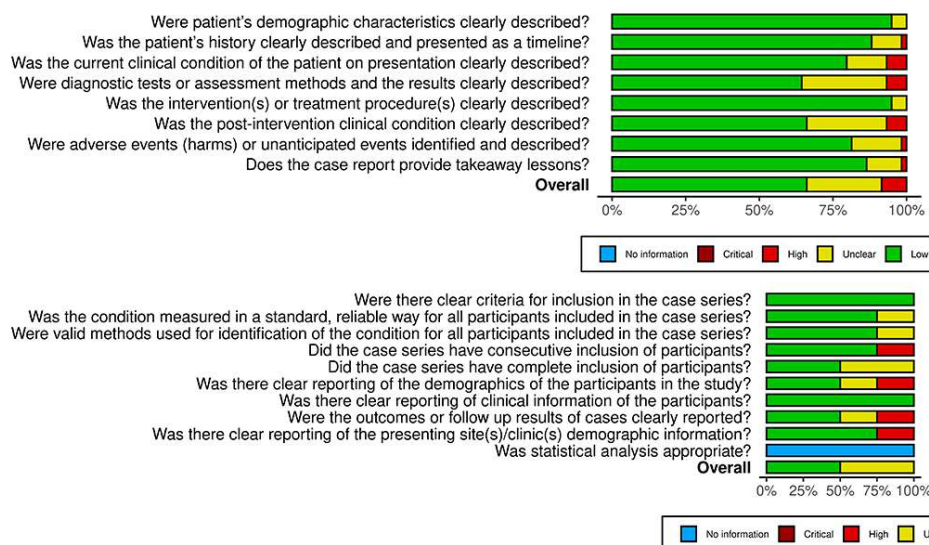 Were patient's demographic characteristics clearly described?
Was the patient's history clearly described and presented as a timeline?
Was the current clinical condition of the patient on presentation clearly described?
Were diagnostic tests or assessment methods and the results clearly described?
Was the intervention(s) or treatment procedure(s) clearly described?
Was the post-intervention clinical condition clearly described?
Were adverse events (harms) or unanticipated events identified and described?
Does the case report provide takeaway lessons?
Overall
0% 25% 50% 75% 100%
No information Critical High Unclear Low
Were there clear criteria for inclusion in the case series?
Was the condition measured in a standard, reliable way for all participants included in the case series?
Were valid methods used for identification of the condition for all participants included in the case series?
Did the case series have consecutive inclusion of participants?
Did the case series have complete inclusion of participants?
Was there clear reporting of the demographics of the participants in the study?
Was there clear reporting of clinical information of the participants?
Were the outcomes or follow up results of cases clearly reported?
Was there clear reporting of the presenting site(s)/clinic(s) demographic information?
Was statistical analysis appropriate?
Overall
0% 25% 50% 75% 100%
No information Critical High U